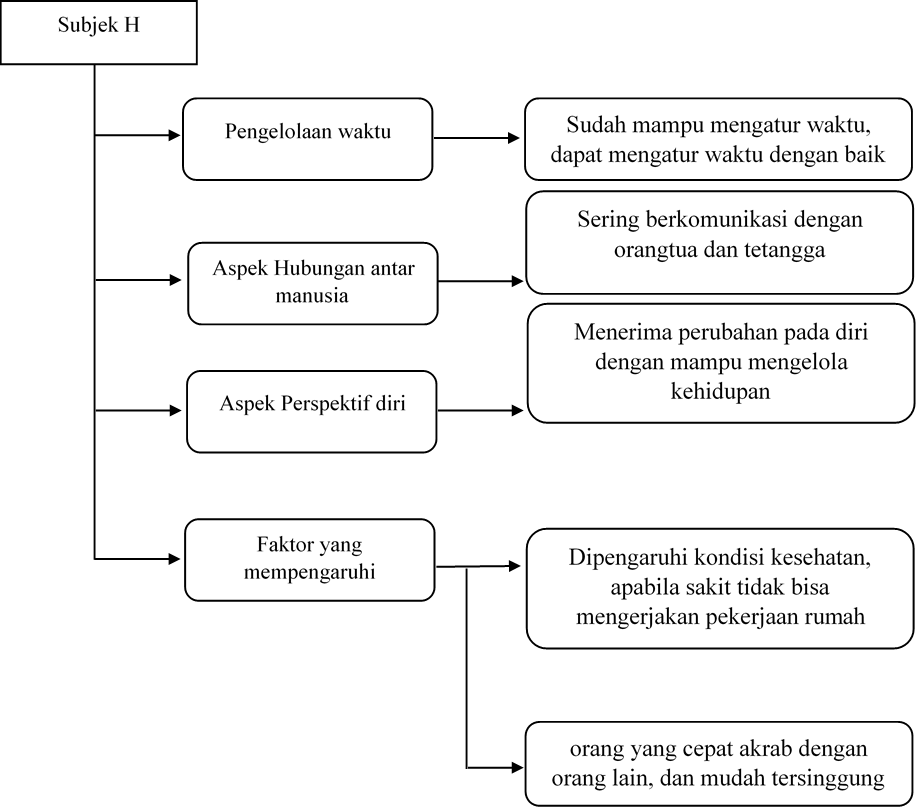 Subjek H
Pengelolaan waktu
Sudah mampu mengatur waktu,
dapat mengatur waktu dengan baik
Aspek Hubungan antar
manusia
Sering berkomunikasi dengan
orangtua dan tetangga
Aspek Perspektif diri
Menerima perubahan pada diri
dengan mampu mengelola
kehidupan
Faktor yang
mempengaruhi
Dipengaruhi kondisi kesehatan,
apabila sakit tidak bisa
mengerjakan pekerjaan rumah
orang yang cepat akrab dengan
orang lain, dan mudah tersinggung